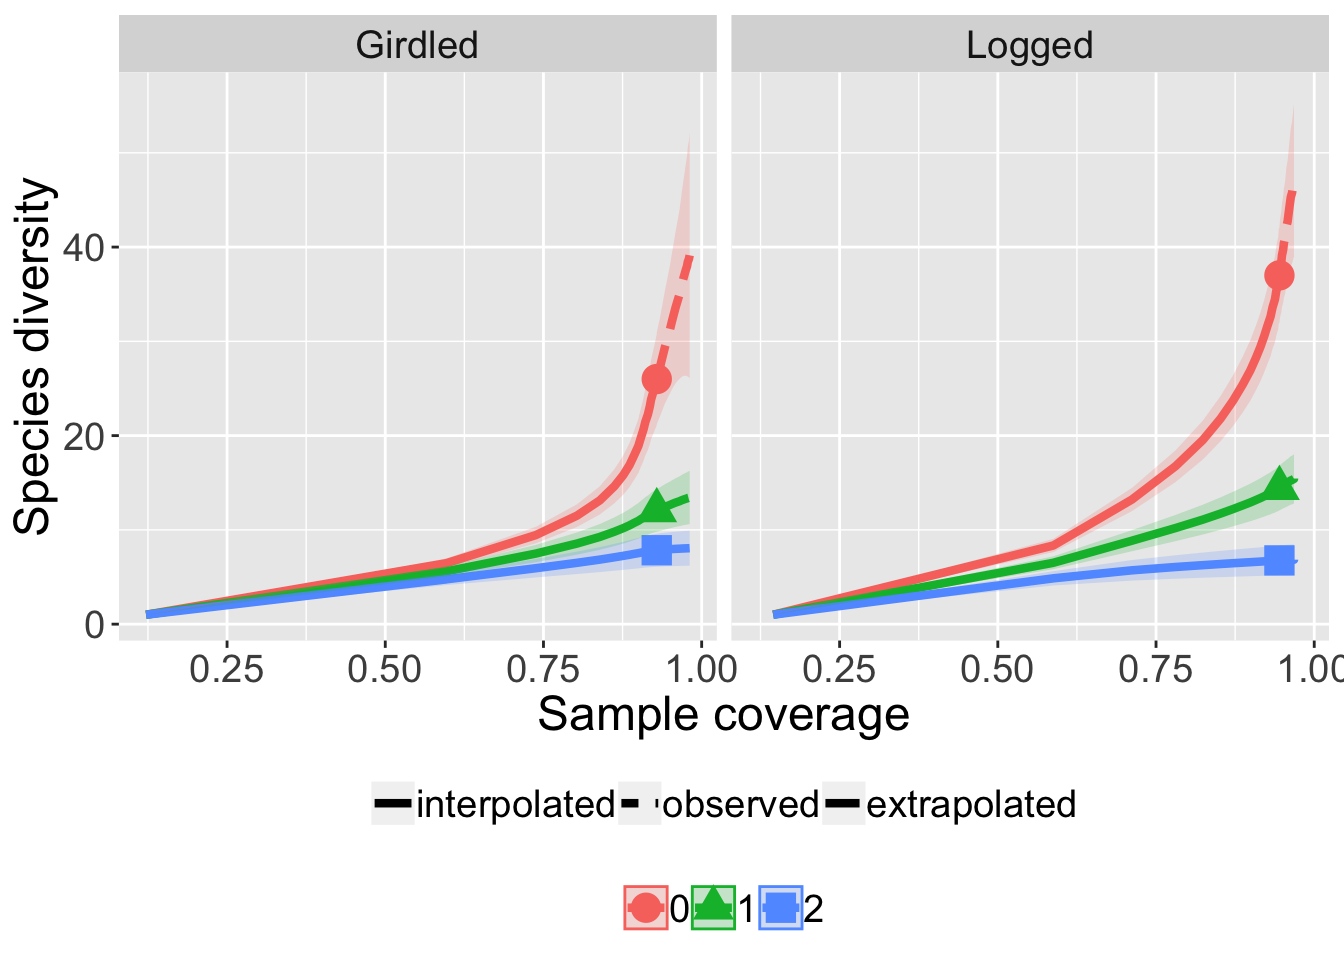 Girdled Logged
Species diversity
40
20
0
0.25 0.50 0.75 1.00 0.25 0.50 0.75 1.00
Sample coverage
interpolated observed extrapolated
0 1 2